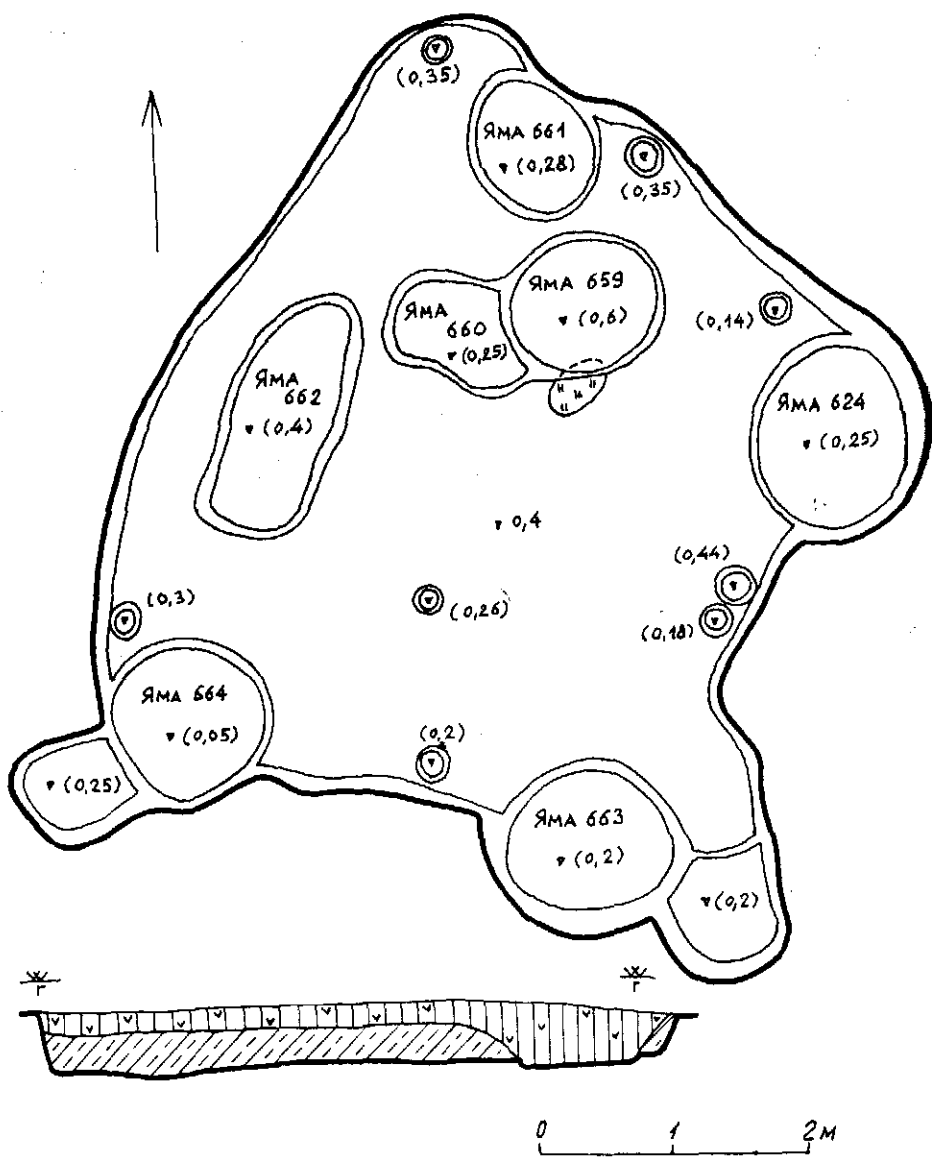 (0,35)
ЯМА 661
(0,28)
(0,35)
ЯМА 659
(0,6)
ЯМА
660
(0,25)
(0,14)
ЯМА
662
(0,4)
ЯМА 624
(0,25)
0,4
(0,44)
(0,3)
(0,26)
(0,18)
ЯМА 664
(0,05)
(0,2)
(0,25)
ЯМА 663
(0,2)
(0,2)
г
г
0 1 2 м